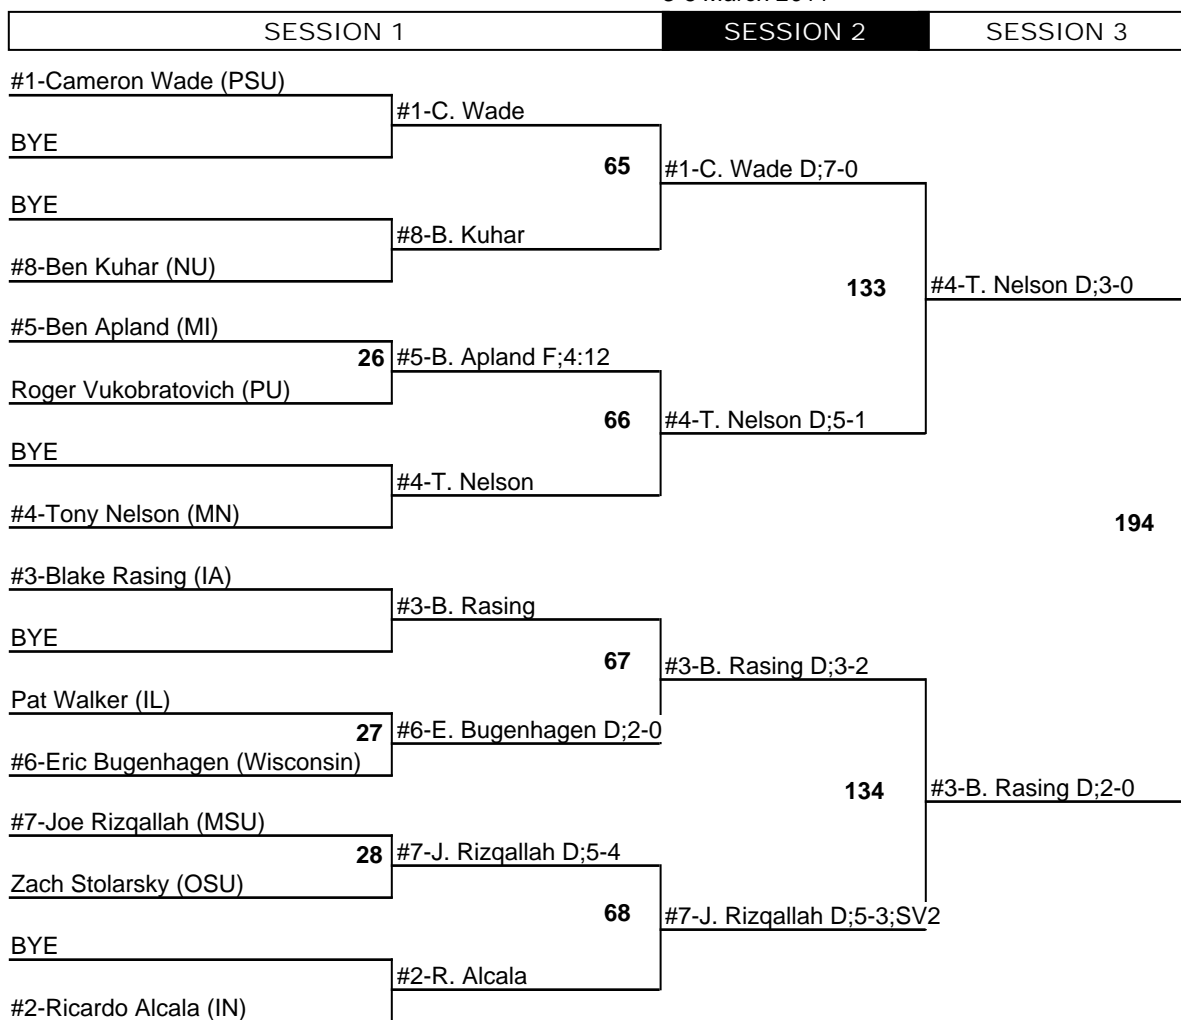 SESSION 1 SESSION 2 SESSION 3
#1-Cameron Wade (PSU)
#1-C. Wade
BYE
65 #1-C. Wade D;7-0
BYE
#8-B. Kuhar
#8-Ben Kuhar (NU)
133 #4-T. Nelson D;3-0
#5-Ben Apland (MI)
26 #5-B. Apland F;4:12
Roger Vukobratovich (PU)
66 #4-T. Nelson D;5-1
BYE
#4-T. Nelson
#4-Tony Nelson (MN)
194
#3-Blake Rasing (IA)
#3-B. Rasing
BYE
67 #3-B. Rasing D;3-2
Pat Walker (IL)
27 #6-E. Bugenhagen D;2-0
#6-Eric Bugenhagen (Wisconsin)
134 #3-B. Rasing D;2-0
#7-Joe Rizqallah (MSU)
28 #7-J. Rizqallah D;5-4
Zach Stolarsky (OSU)
68 #7-J. Rizqallah D;5-3;SV2
BYE
#2-R. Alcala
#2-Ricardo Alcala (IN)